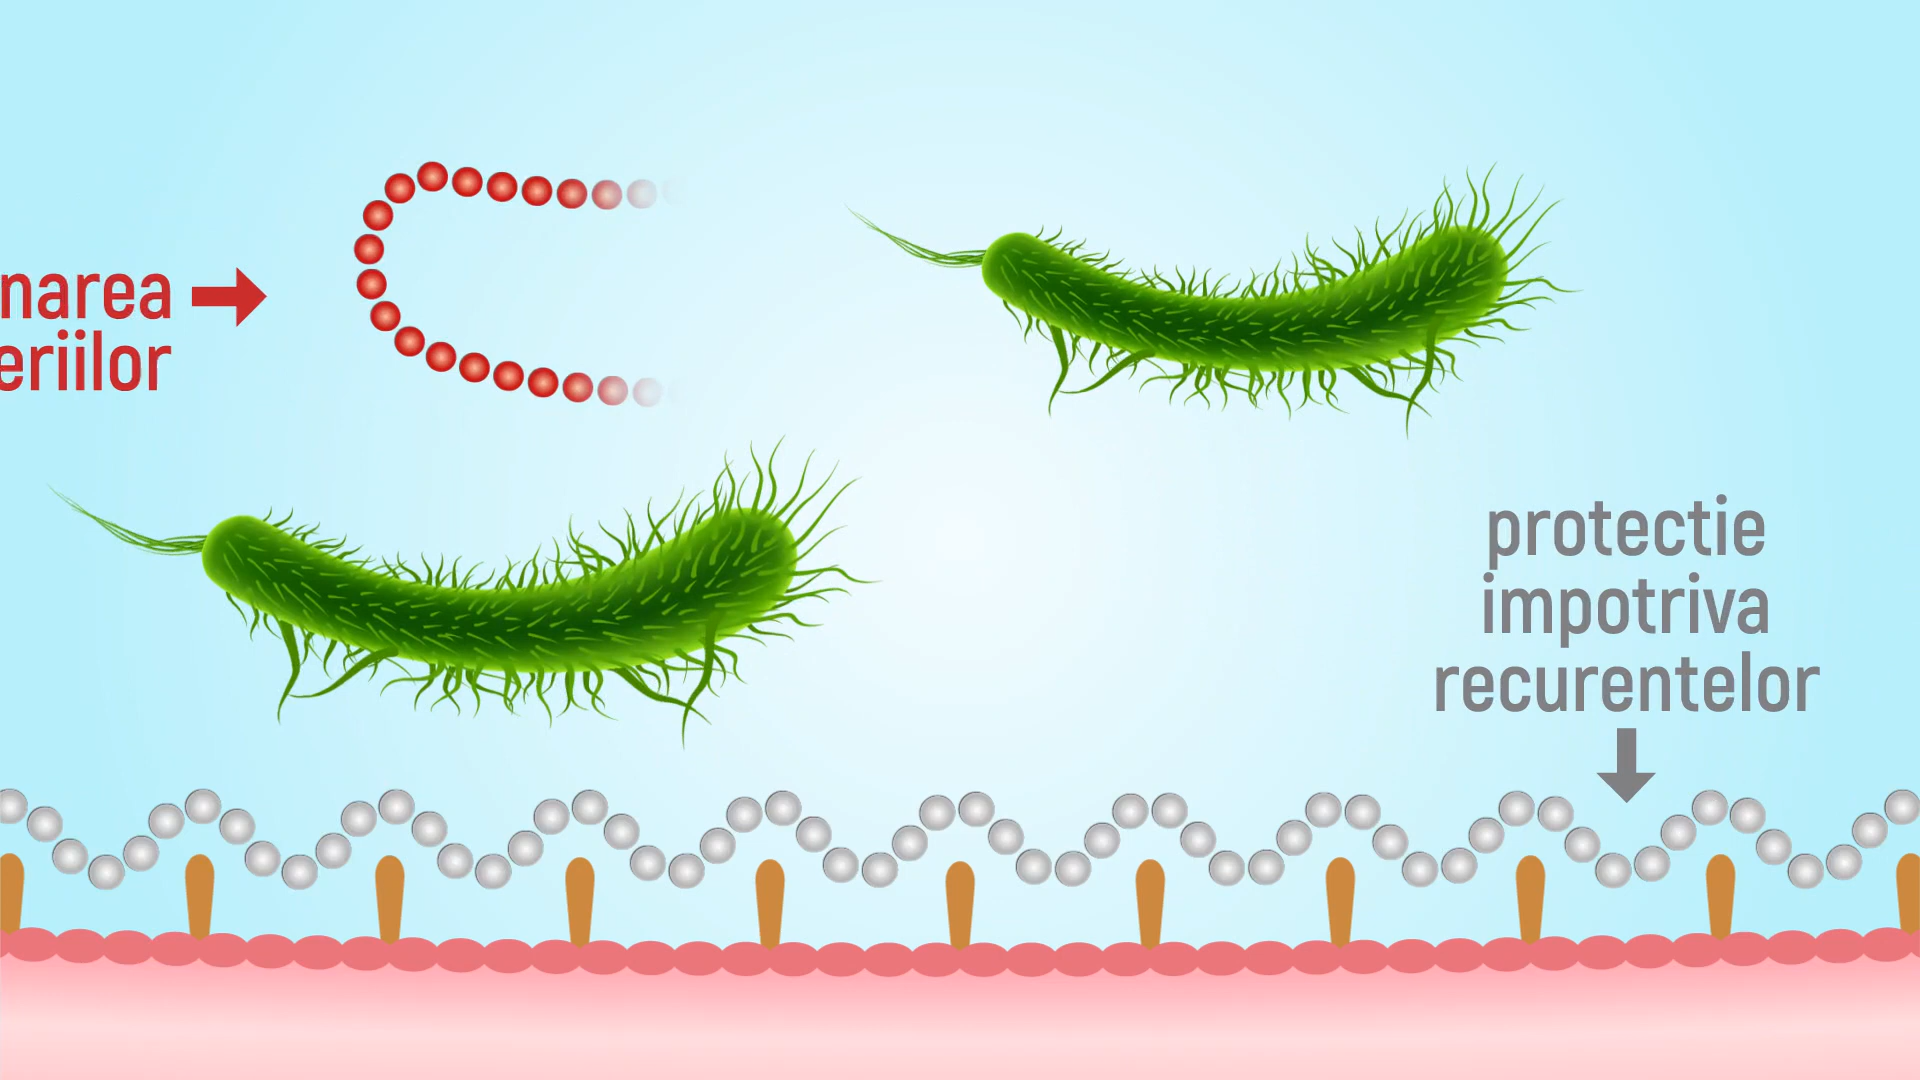 narea
eriilor
protectie
impotriva
recurentelor